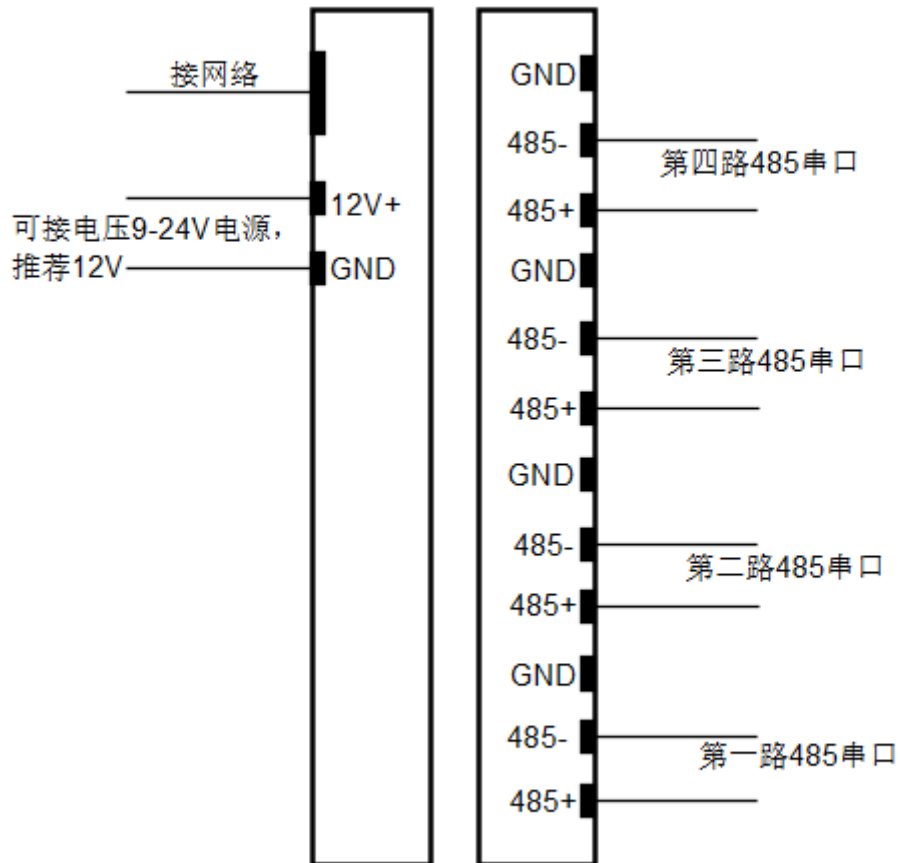 接网络
12V+
可接电压9-24V电源，
推荐12V
GND
GND
485-
第四路485串口
485+
GND
485-
第三路485串口
485+
GND
485-
第二路485串口
485+
GND
485-
第一路485串口
485+